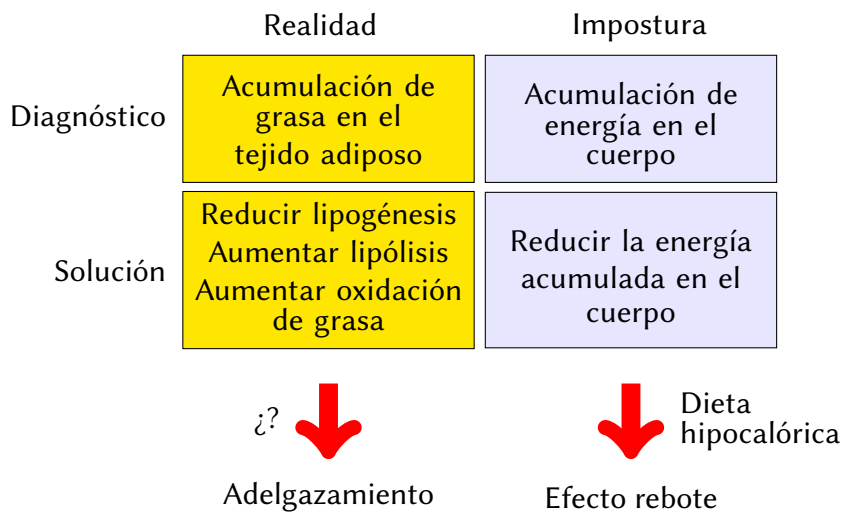 Realidad
Impostura
Diagnóstico
Acumulación de
grasa en el
tejido adiposo
Acumulación de
energía en el
cuerpo
Solución
Reducir lipogénesis
Aumentar lipólisis
Aumentar oxidación
de grasa
Reducir la energía
acumulada en el
cuerpo
¿?
Dieta
hipocalórica
Adelgazamiento
Efecto rebote